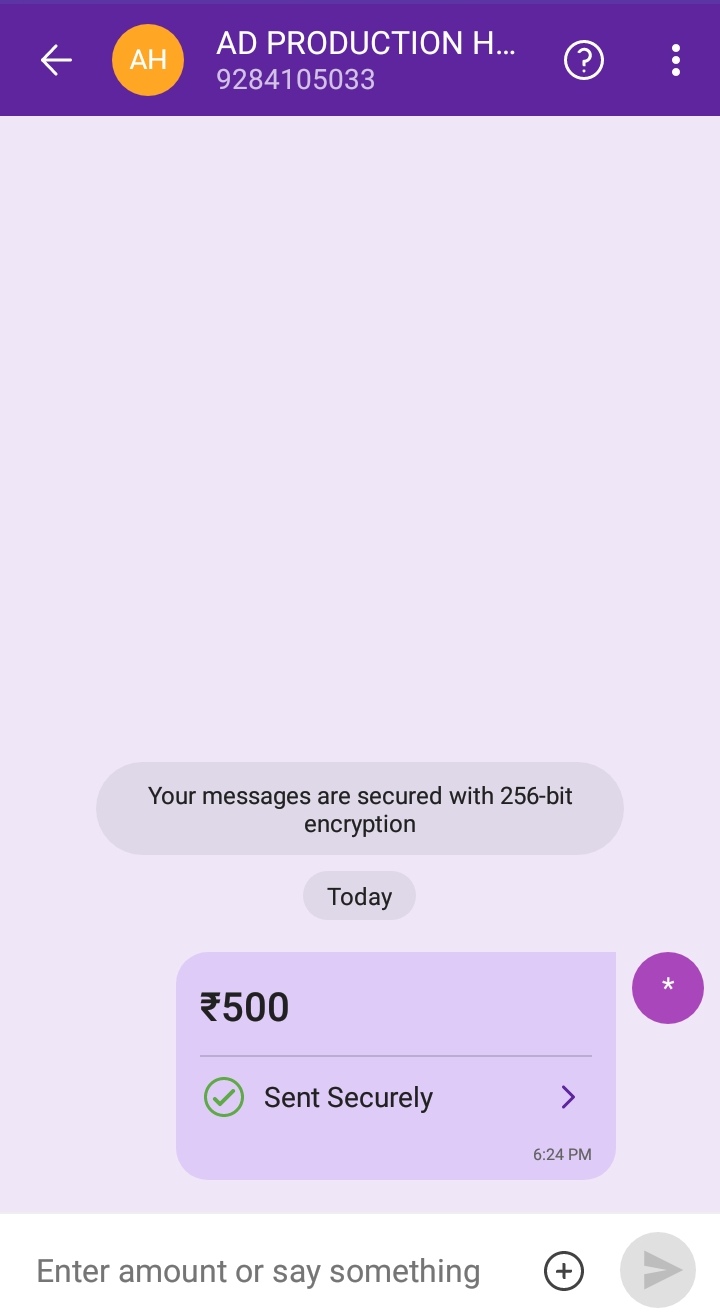 AH
AD PRODUCTION H...
9284105033
?
Your messages are secured with 256-bit
encryption
Today
₹500
*
Sent Securely
6:24 PM
Enter amount or say something